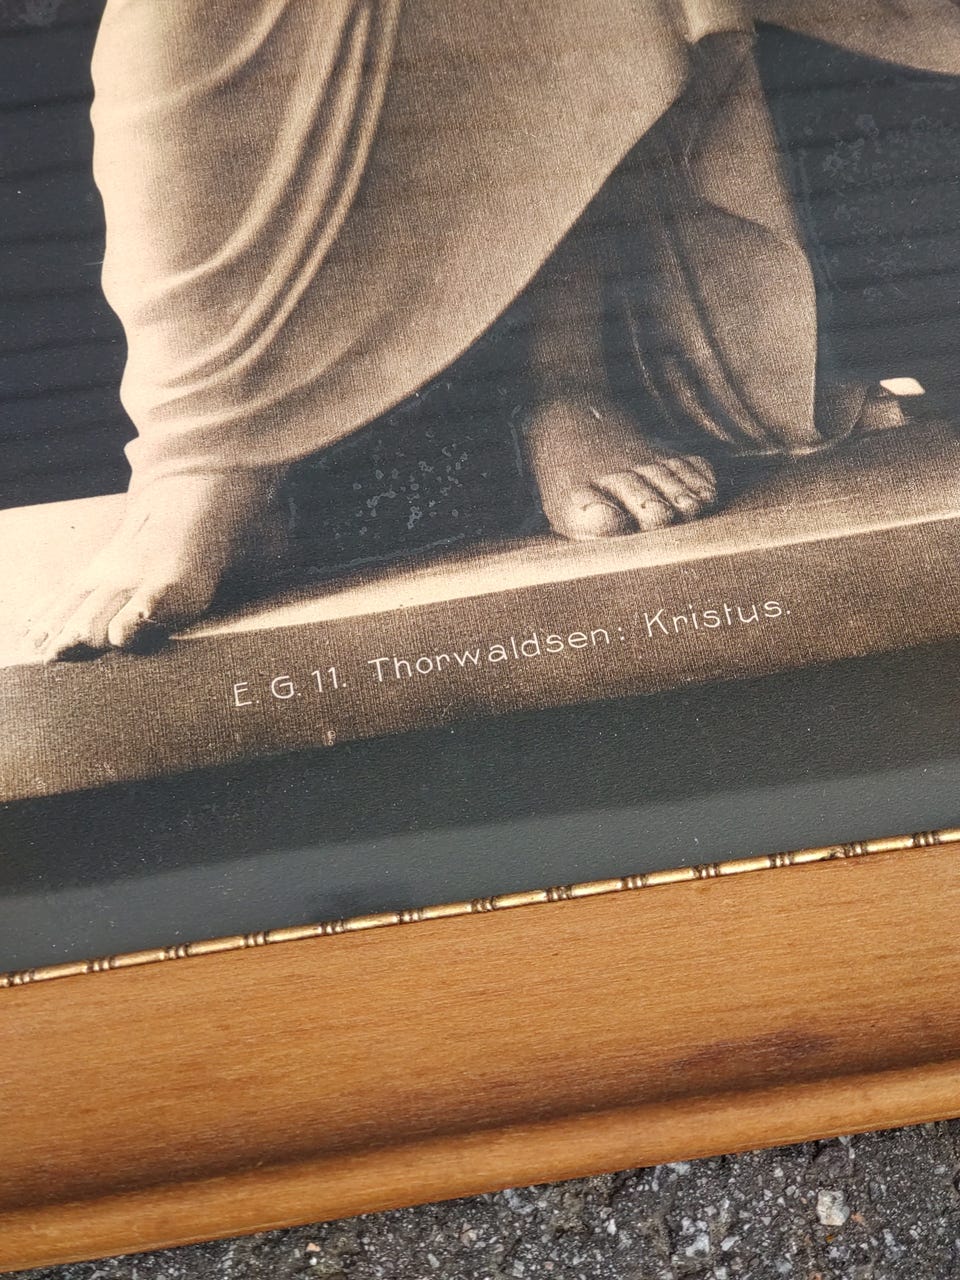 E. G. 11. Thorwaldsen: Kristus.